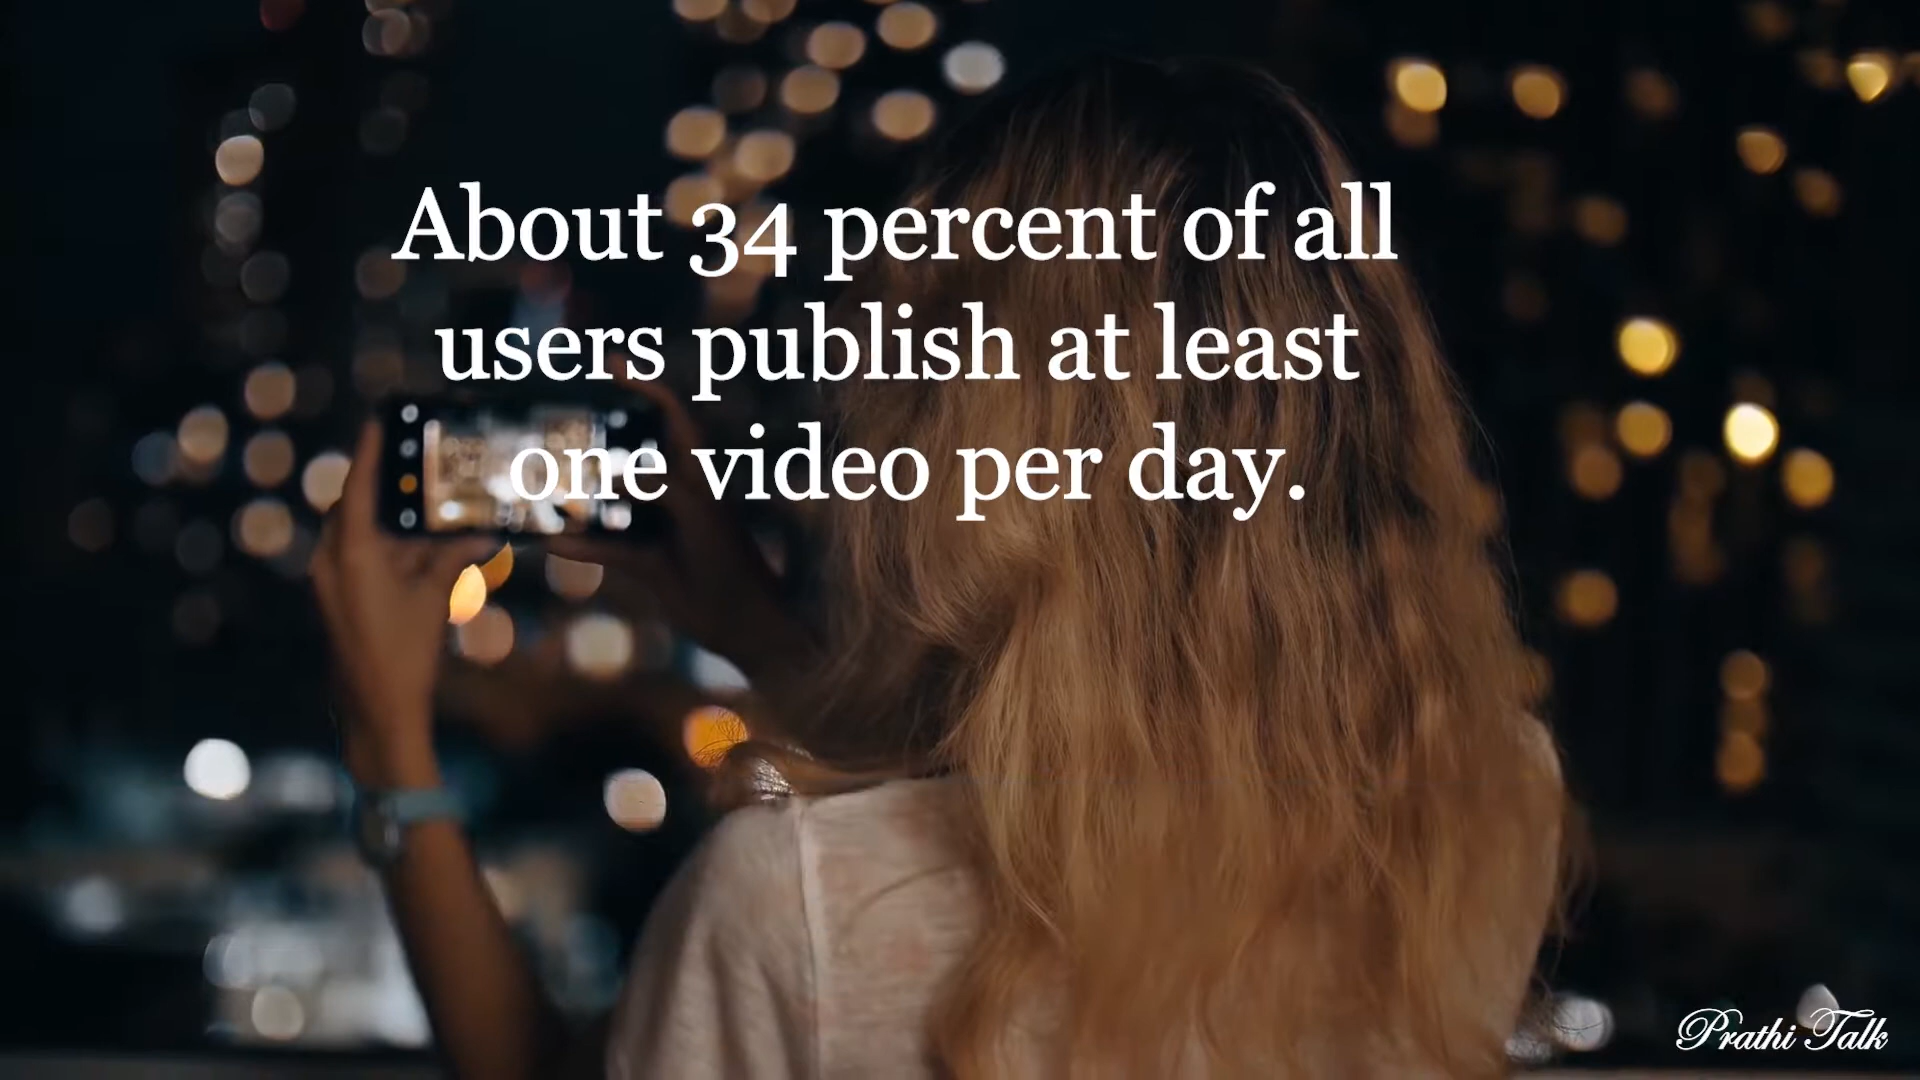 About 34 percent of all
users publish at least
one video per day.
Prathi Talk